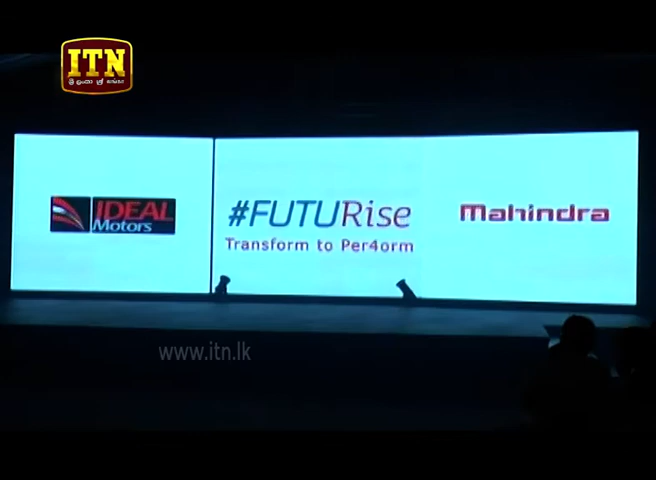 ITN
IDEAL
Motors
#FUTURise
Transform to Per4orm
Mahindra
www.itn.lk